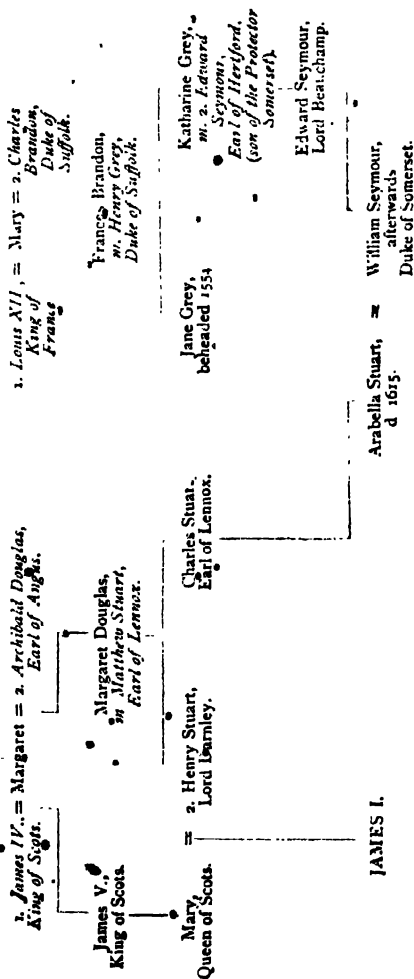 1. James IV., = Margaret = 2. Archibald Douglas,
King of Scots.
Earl of Angus.
1. Louis XII, = Mary = 2. Charles
King of
France
Brandon,
Duke of
Suffolk.
James V.,
King of Scots.
Margaret Douglas,
m Matthew Stuart,
Earl of Lennox.
Frances Brandon,
m. Henry Grey,
Duke of Suffolk.
Mary,
Queen of Scots.
=
2. Henry Stuart,
Lord Darnley.
Charles Stuart
Earl of Lennox.
Jane Grey,
beheaded 1554
Katharine Grey,
m. 2. Edward
Seymour,
Earl of Hertford,
(son of the Protector
Somerset).
Edward Seymour,
Lord Beauchamp.
JAMES I.
Arabella Stuart,
d 1615.
=
William Seymour,
afterwards
Duke of Somerset.